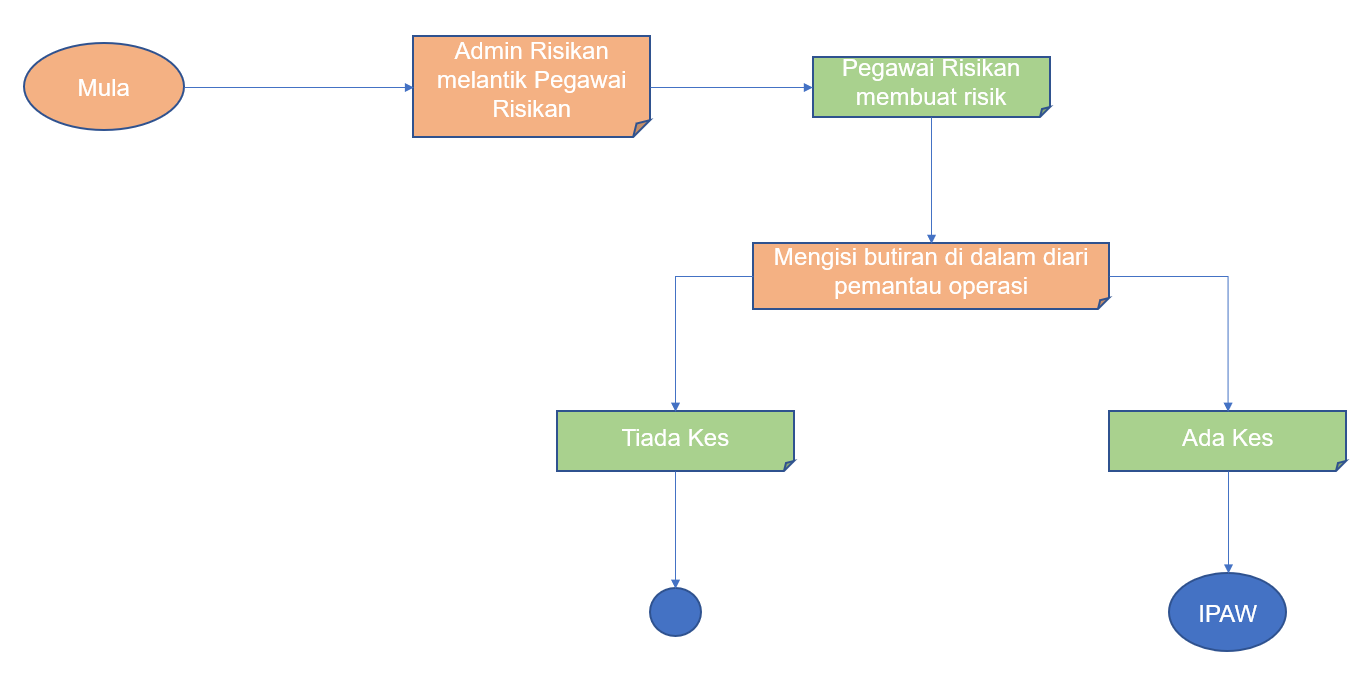 Mula
Admin Risikan
melantik Pegawai
Risikan
Pegawai Risikan
membuat risik
Mengisi butiran di dalam diari
pemantau operasi
Tiada Kes
Ada Kes
IPAW